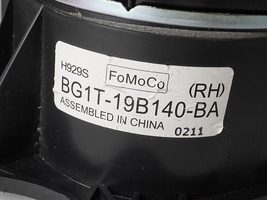 H929S FoMoCo (RH)
BG1T-19B140-BA
ASSEMBLED IN CHINA 0211